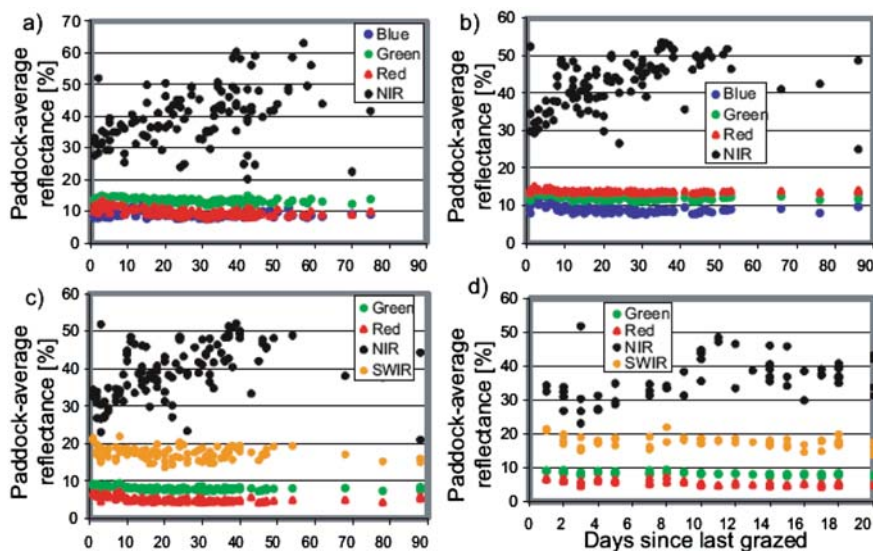 a)
Paddock-average
reflectance [%]
70
60
50
40
30
20
10
0
Blue
Green
Red
NIR
0 10 20 30 40 50 60 70 80 90
b)
Paddock-average
reflectance [%]
60
50
40
30
20
10
0
Blue
Green
Red
NIR
0 10 20 30 40 50 60 70 80 90
c)
Paddock-average
reflectance [%]
60
50
40
30
20
10
0
Green
Red
NIR
SWIR
0 10 20 30 40 50 60 70 80 90
d)
Paddock-average
reflectance [%]
60
50
40
30
20
10
0
Green
Red
NIR
SWIR
0 2 4 6 8 10 12 14 16 18 20
Days since last grazed